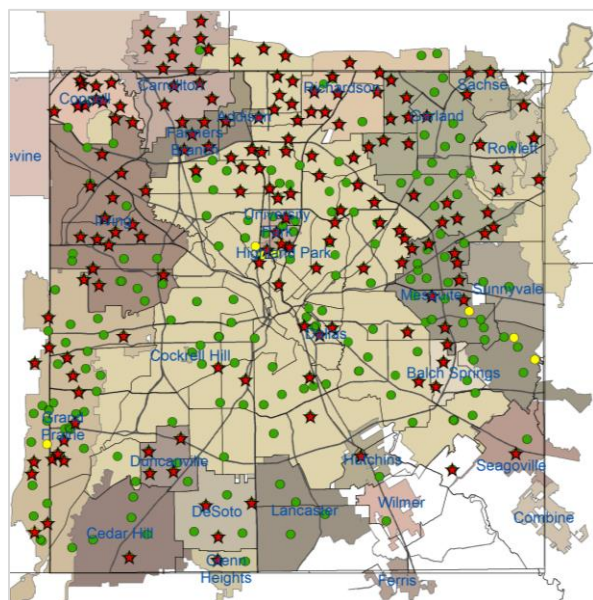 Sachse
Carrollton
Richardson
Coppell
Addison
Garland
Farmers
Branch
Rowlett
evine
Irving
University
Park
Highland Park
Sunnyvale
Mesquite
Dallas
Cockrell Hill
Balch Springs
Grand
Prairie
Duncanville
Hutchins
Seagoville
DeSoto
Lancaster
Wilmer
Combine
Cedar Hill
Glenn
Heights
Ferris